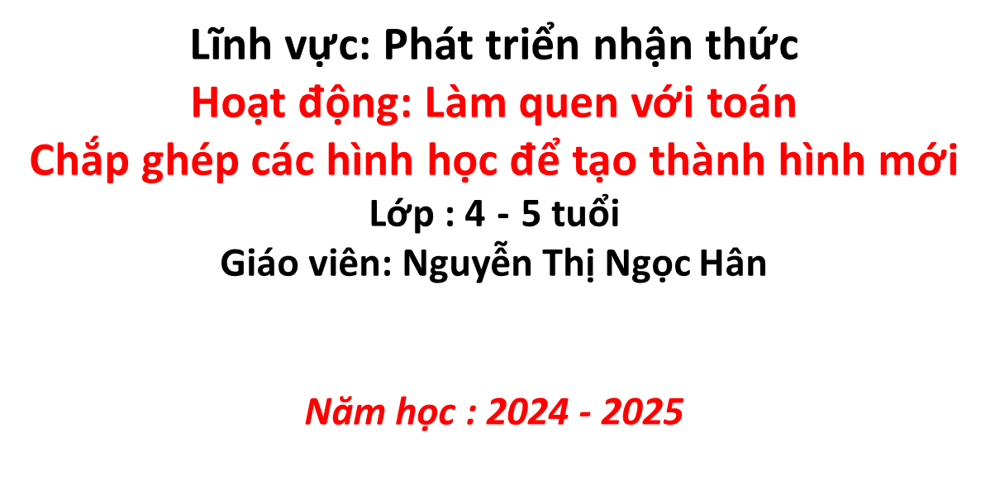 Lĩnh vực: Phát triển nhận thức
Hoạt động: Làm quen với toán
Chắp ghép các hình học để tạo thành hình mới
Lớp : 4 - 5 tuổi
Giáo viên: Nguyễn Thị Ngọc Hân
Năm học : 2024 - 2025